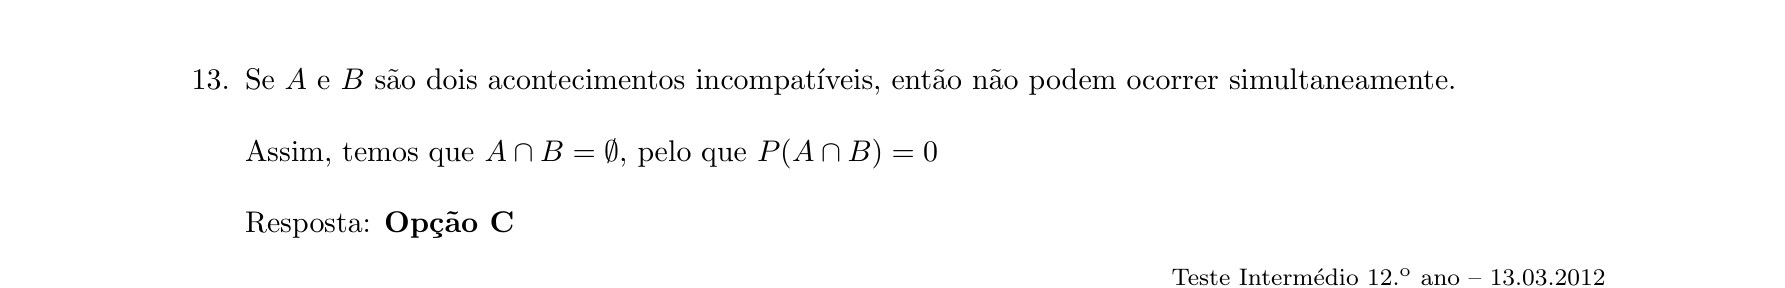 13. Se A e B são dois acontecimentos incompatíveis, então não podem ocorrer simultaneamente.
Assim, temos que A ∩ B = ∅, pelo que P(A ∩ B) = 0
Resposta: Opção C
Teste Intermédio 12.º ano – 13.03.2012